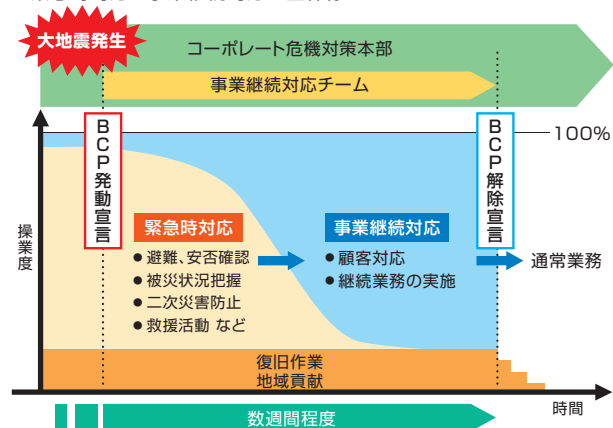 大地震発生
コーポレート危機対策本部
事業継続対応チーム
100%
BCP発動宣言
BCP解除宣言
操業度
緊急時対応
● 避難、安否確認
● 被災状況把握
● 二次災害防止
● 救援活動 など
事業継続対応
● 顧客対応
● 継続業務の実施
通常業務
復旧作業
地域貢献
時間
数週間程度